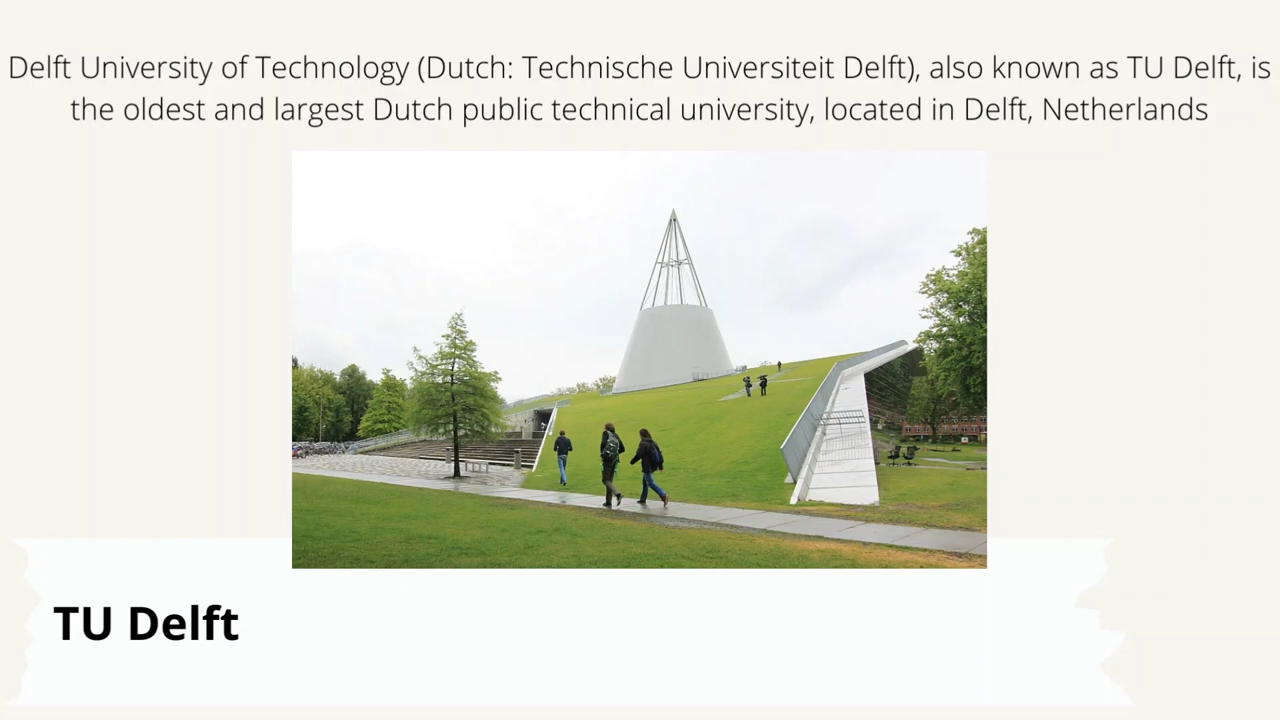 Delft University of Technology (Dutch: Technische Universiteit Delft), also known as TU Delft, is
the oldest and largest Dutch public technical university, located in Delft, Netherlands
TU Delft